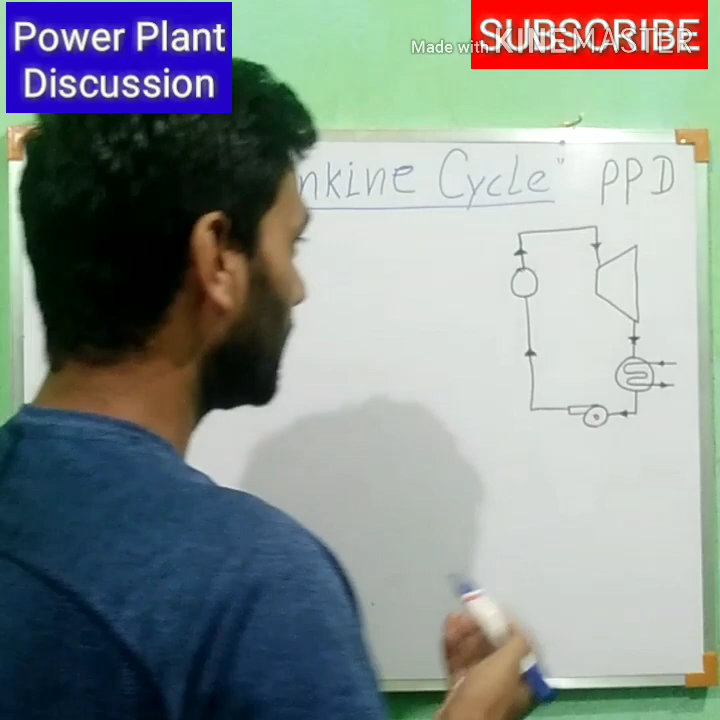 Power Plant
Discussion
SUBSCRIBE
Made with KINEMASTER
nkine Cycle" PPD